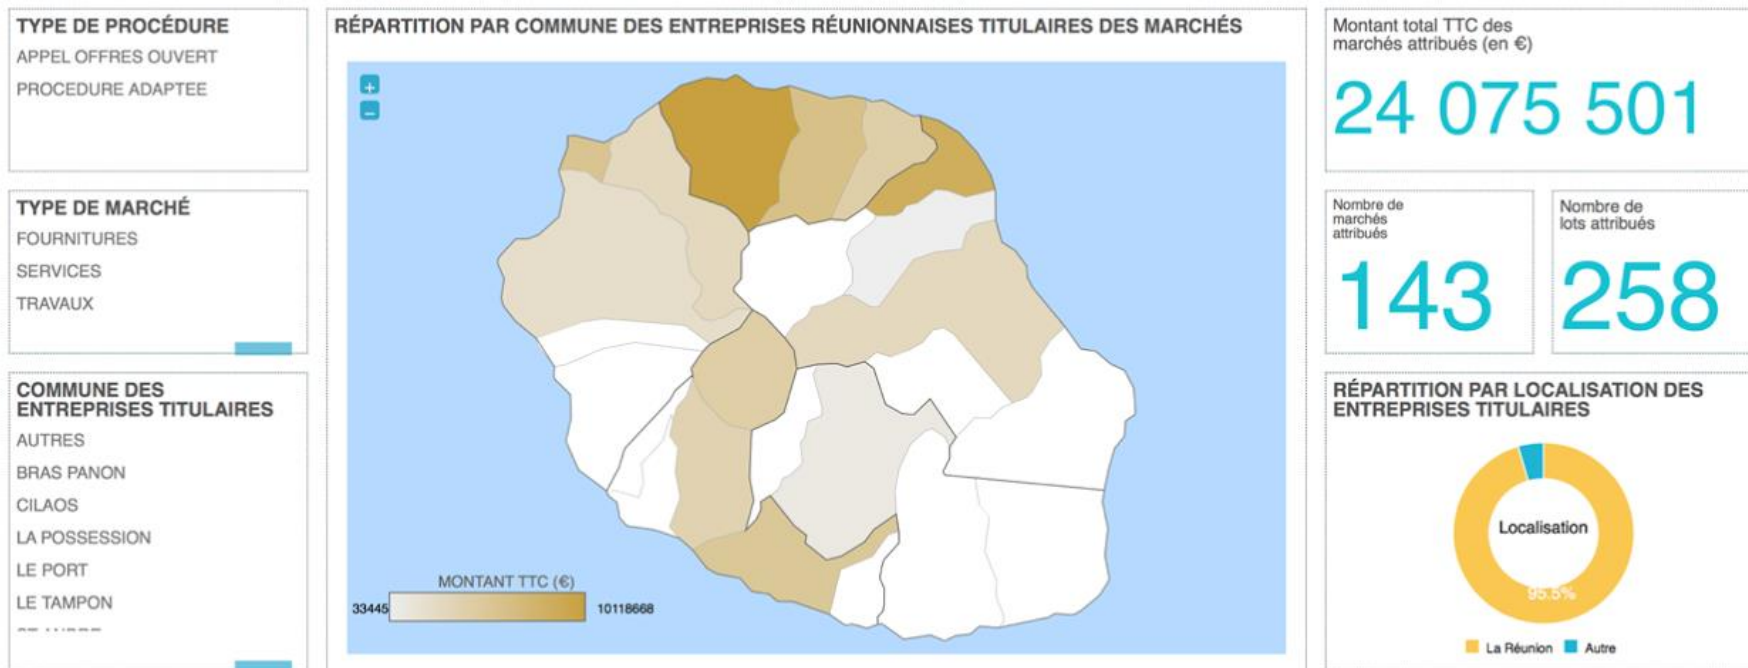 TYPE DE PROCÉDURE
APPEL OFFRES OUVERT
PROCEDURE ADAPTEE
TYPE DE MARCHÉ
FOURNITURES
SERVICES
TRAVAUX
COMMUNE DES
ENTREPRISES TITULAIRES
AUTRES
BRAS PANON
CILAOS
LA POSSESSION
LE PORT
LE TAMPON
RÉPARTITION PAR COMMUNE DES ENTREPRISES RÉUNIONNAISES TITULAIRES DES MARCHÉS
+
−
MONTANT TTC (€)
33445
10118668
Montant total TTC des
marchés attribués (en €)
24 075 501
Nombre de
marchés
attribués
143
Nombre de
lots attribués
258
RÉPARTITION PAR LOCALISATION DES
ENTREPRISES TITULAIRES
Localisation
95.5%
La Réunion
Autre